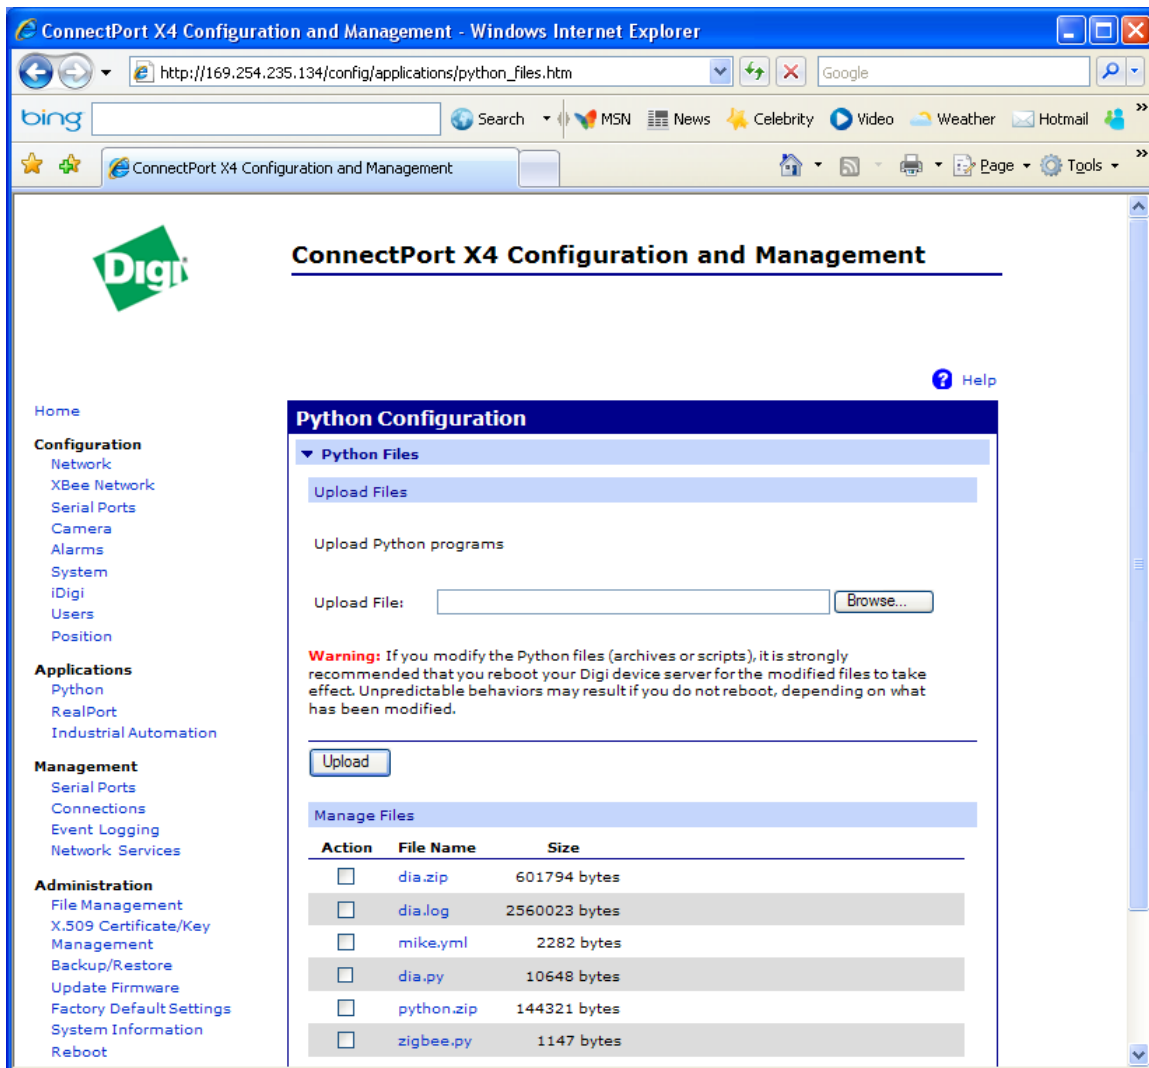 ConnectPort X4 Configuration and Management - Windows Internet Explorer
http://169.254.235.134/config/applications/python_files.htm
Google
bing
Search
MSN
News
Celebrity
Video
Weather
Hotmail
»
ConnectPort X4 Configuration and Management
Page
Tools
»
Digi
ConnectPort X4 Configuration and Management
? Help
Home
Configuration
Network
XBee Network
Serial Ports
Camera
Alarms
System
iDigi
Users
Position
Applications
Python
RealPort
Industrial Automation
Management
Serial Ports
Connections
Event Logging
Network Services
Administration
File Management
X.509 Certificate/Key
Management
Backup/Restore
Update Firmware
Factory Default Settings
System Information
Reboot
Python Configuration
Python Files
Upload Files
Upload Python programs
Upload File:
Browse...
Warning: If you modify the Python files (archives or scripts), it is strongly
recommended that you reboot your Digi device server for the modified files to take
effect. Unpredictable behaviors may result if you do not reboot, depending on what
has been modified.
Upload
Manage Files
Action File Name Size
dia.zip 601794 bytes
dia.log 2560023 bytes
mike.yml 2282 bytes
dia.py 10648 bytes
python.zip 144321 bytes
zigbee.py 1147 bytes